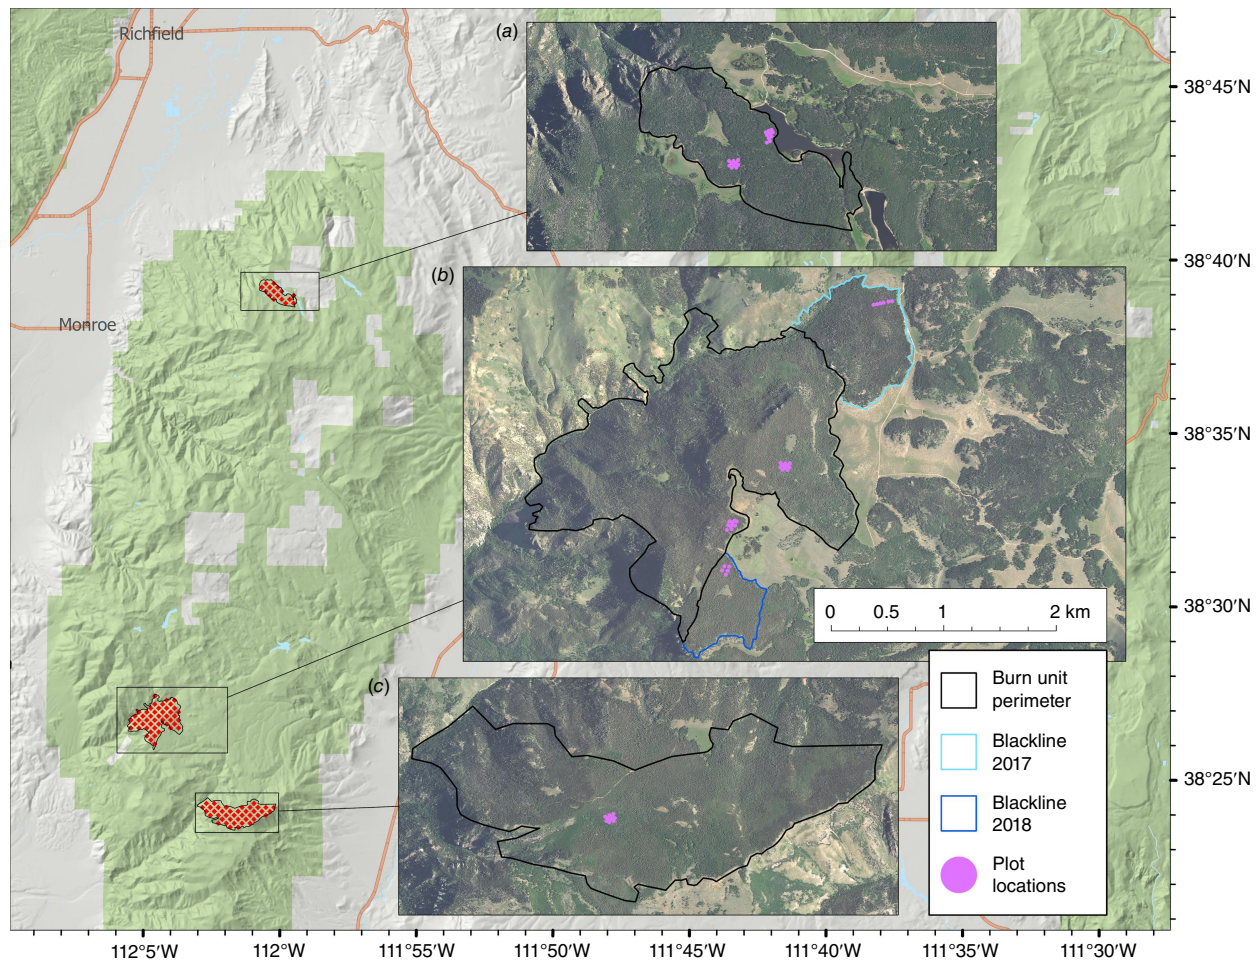 Richfield
Monroe
(a)
(b)
(c)
0 0.5 1 2 km
Burn unit
perimeter
Blackline
2017
Blackline
2018
Plot
locations
38°45'N
38°40'N
38°35'N
38°30'N
38°25'N
112°5'W 112°0'W 111°55'W 111°50'W 111°45'W 111°40'W 111°35'W 111°30'W